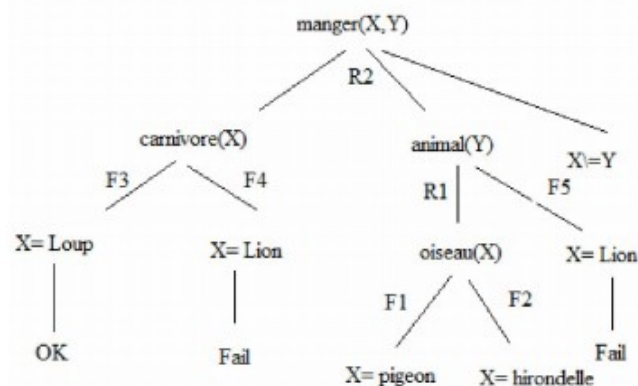 manger(X,Y)
R2
carnivore(X) animal(Y) X\=Y
F3 F4 R1 F5
X= Loup X= Lion oiseau(X) X= Lion
F1 F2
OK Fail Fail
X= pigeon X= hirondelle